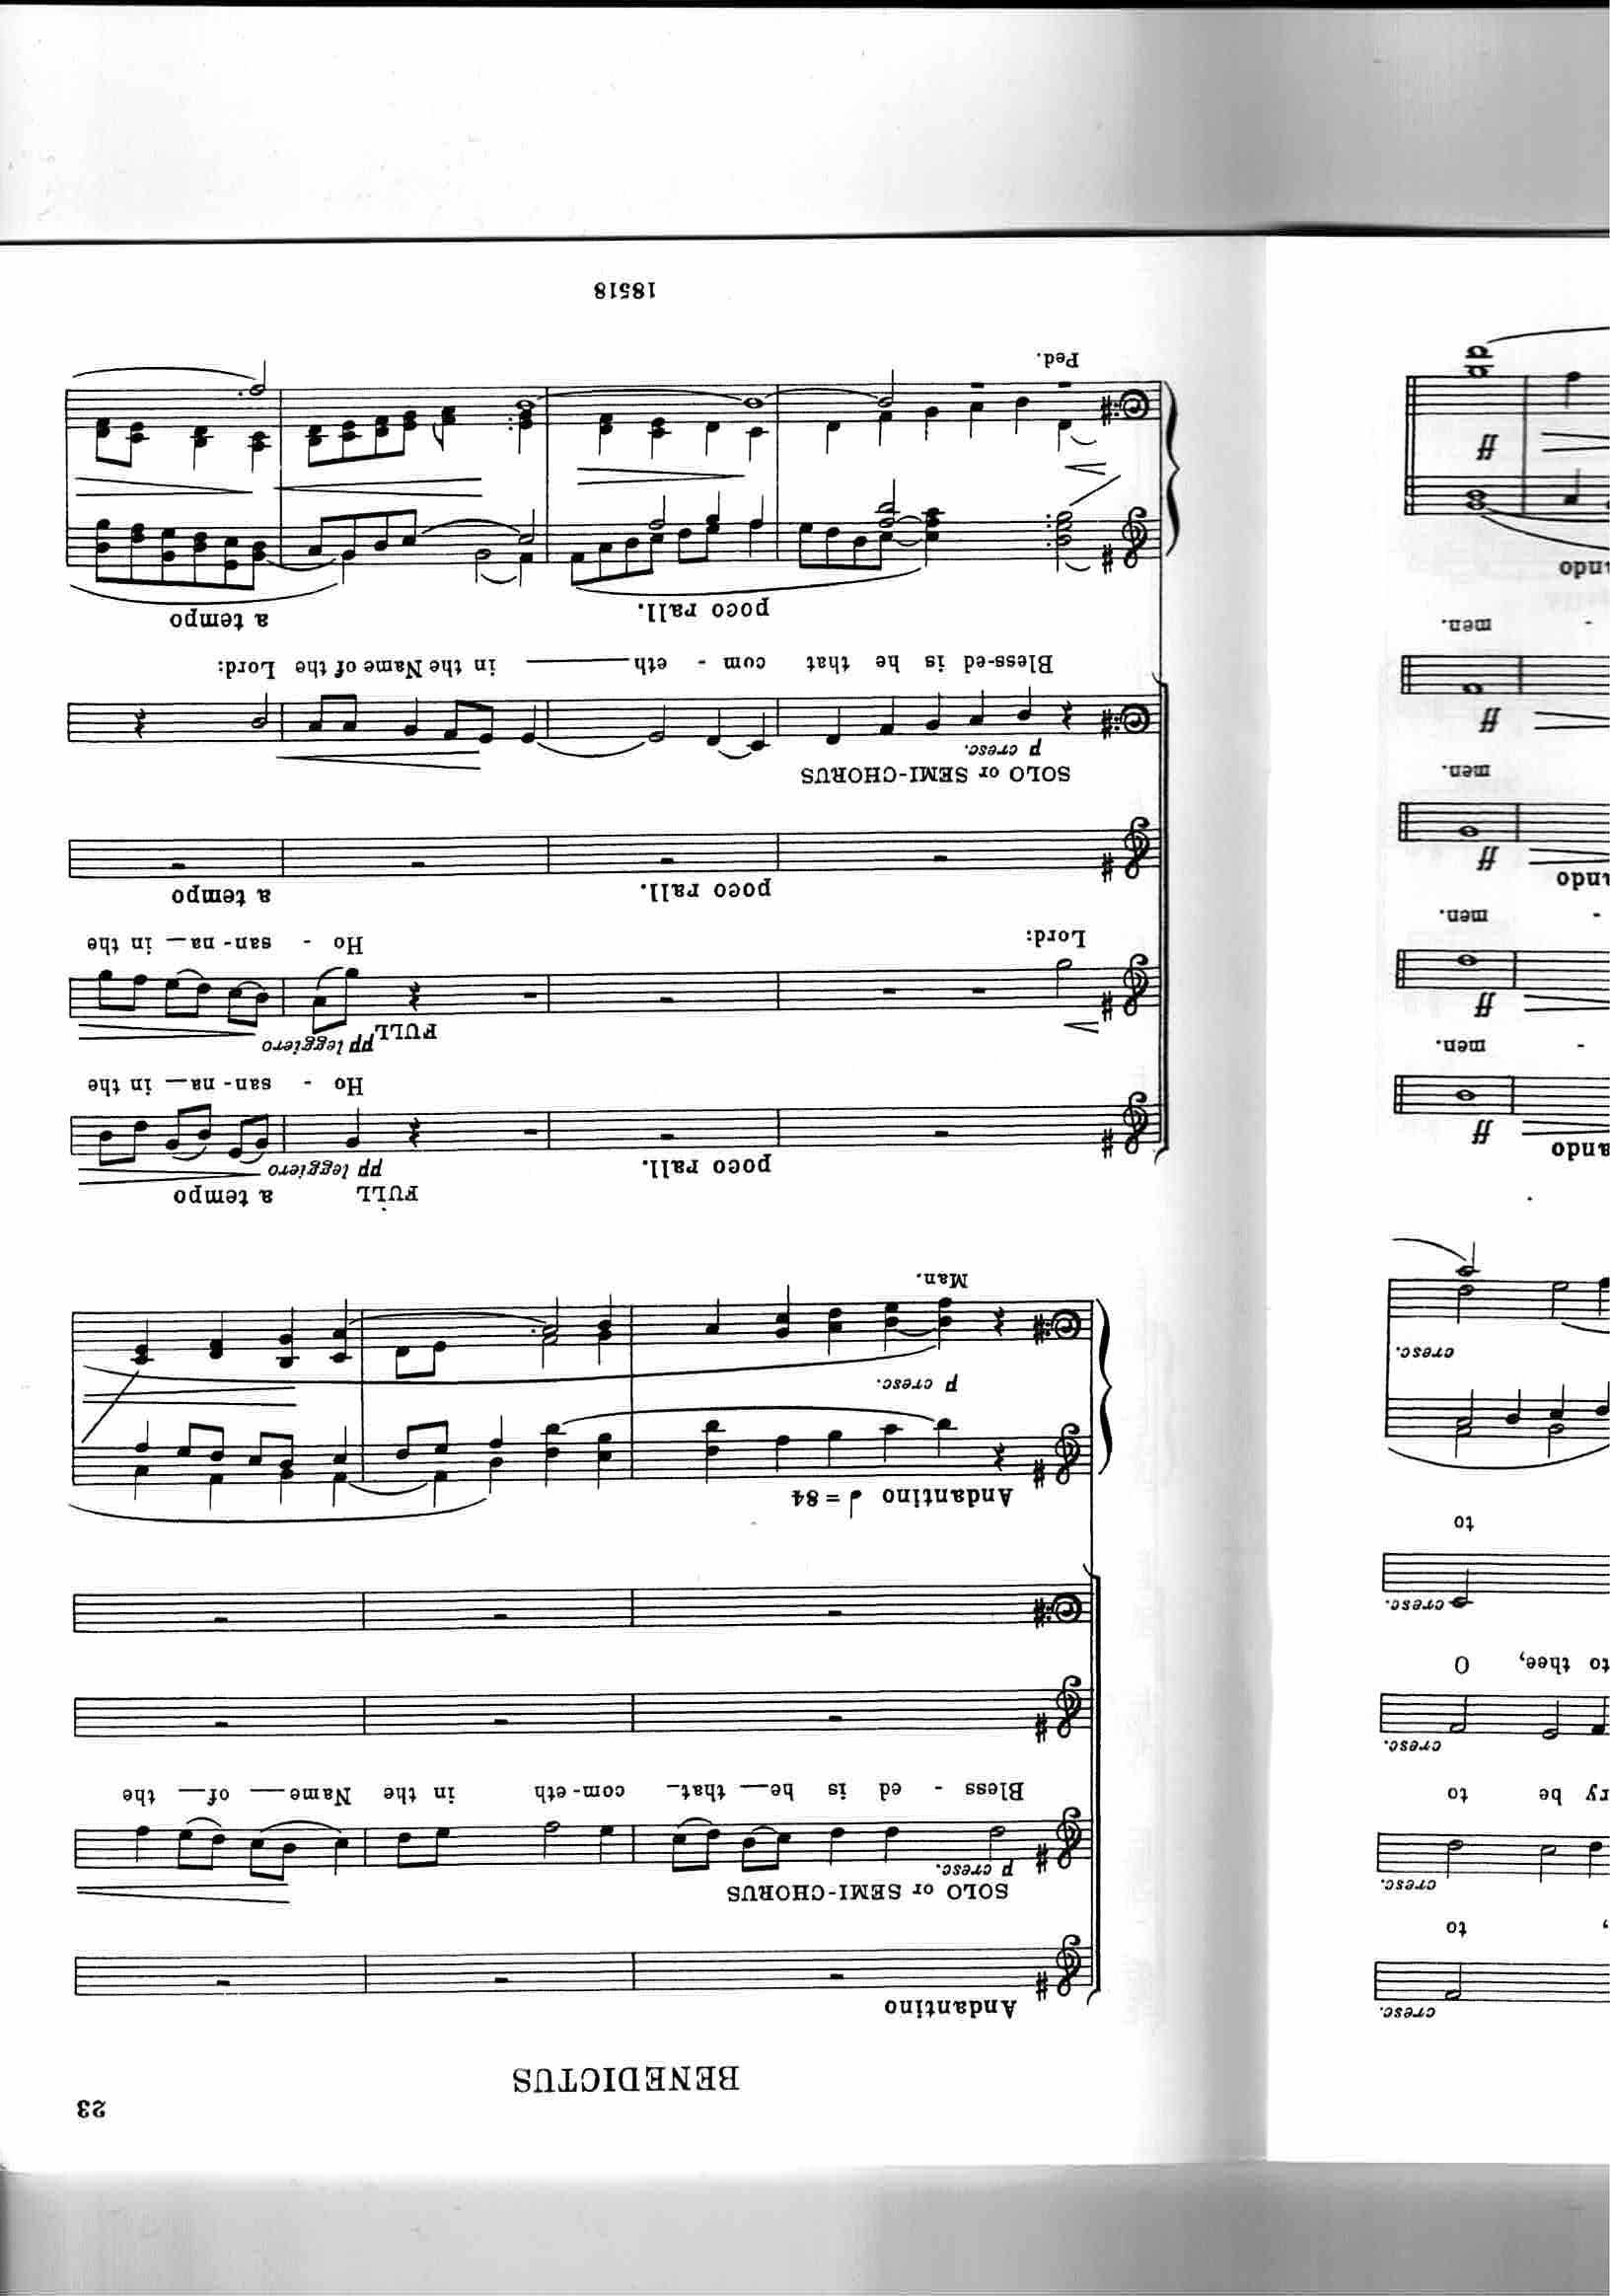 23
BENEDICTUS
Andantino
SOLO or SEMI-CHORUS
p cresc.
Bless - ed is he— that— com-eth in the Name— of— the
Andantino ♩ = 84
p cresc.
Man.
FULL a tempo
poco rall. pp leggiero
Ho - san-na— in the
FULL pp leggiero
Lord: Ho - san-na— in the
poco rall. a tempo
SOLO or SEMI-CHORUS
p cresc.
Bless-ed is he that com - eth— in the Name of the Lord:
poco rall. a tempo
Ped.
18518
cresc.
, to
cresc.
be to
cresc.
to thee, O
cresc.
to
cresc.
ff
- men.
ff
- men.
ff
men.
ff
- men.
ff